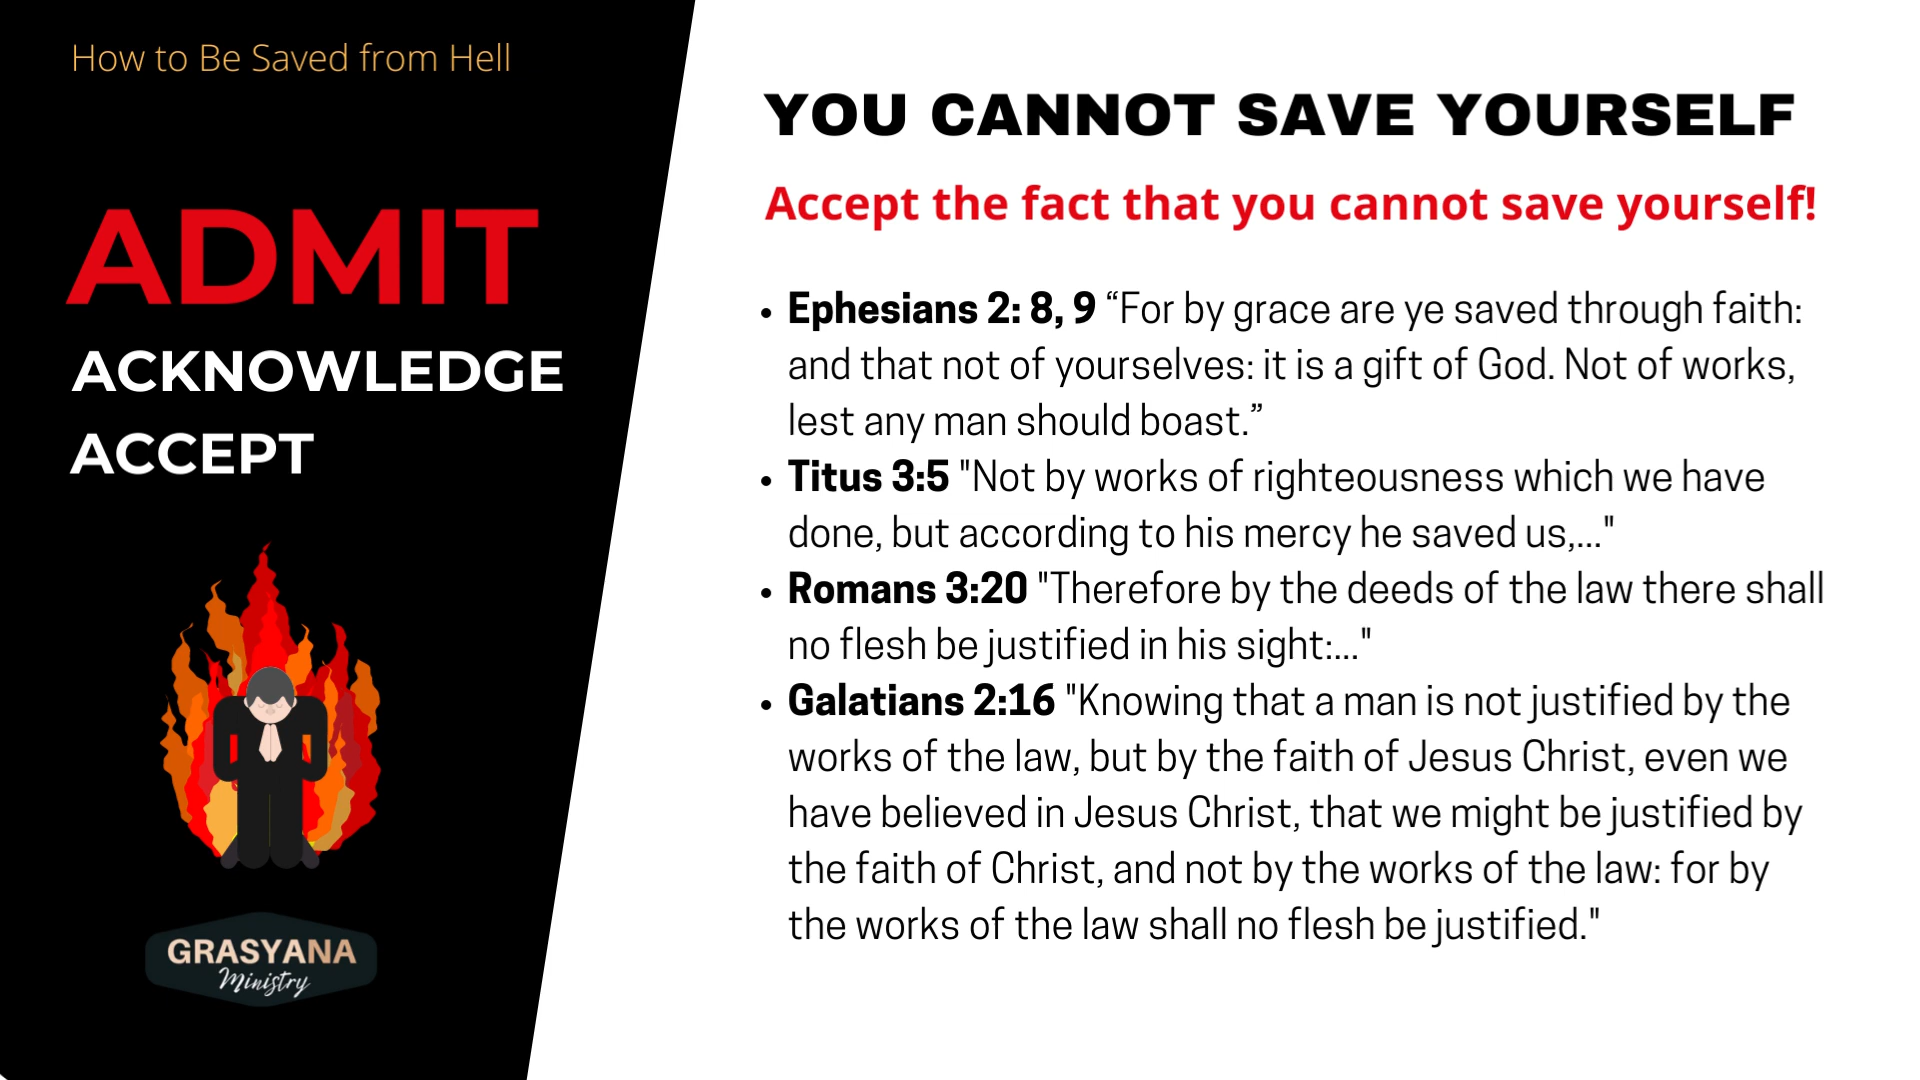 How to Be Saved from Hell
ADMIT
ACKNOWLEDGE
ACCEPT
GRASYANA
Ministry
YOU CANNOT SAVE YOURSELF
Accept the fact that you cannot save yourself!
• Ephesians 2: 8, 9 “For by grace are ye saved through faith:
and that not of yourselves: it is a gift of God. Not of works,
lest any man should boast.”
• Titus 3:5 "Not by works of righteousness which we have
done, but according to his mercy he saved us,..."
• Romans 3:20 "Therefore by the deeds of the law there shall
no flesh be justified in his sight:..."
• Galatians 2:16 "Knowing that a man is not justified by the
works of the law, but by the faith of Jesus Christ, even we
have believed in Jesus Christ, that we might be justified by
the faith of Christ, and not by the works of the law: for by
the works of the law shall no flesh be justified."